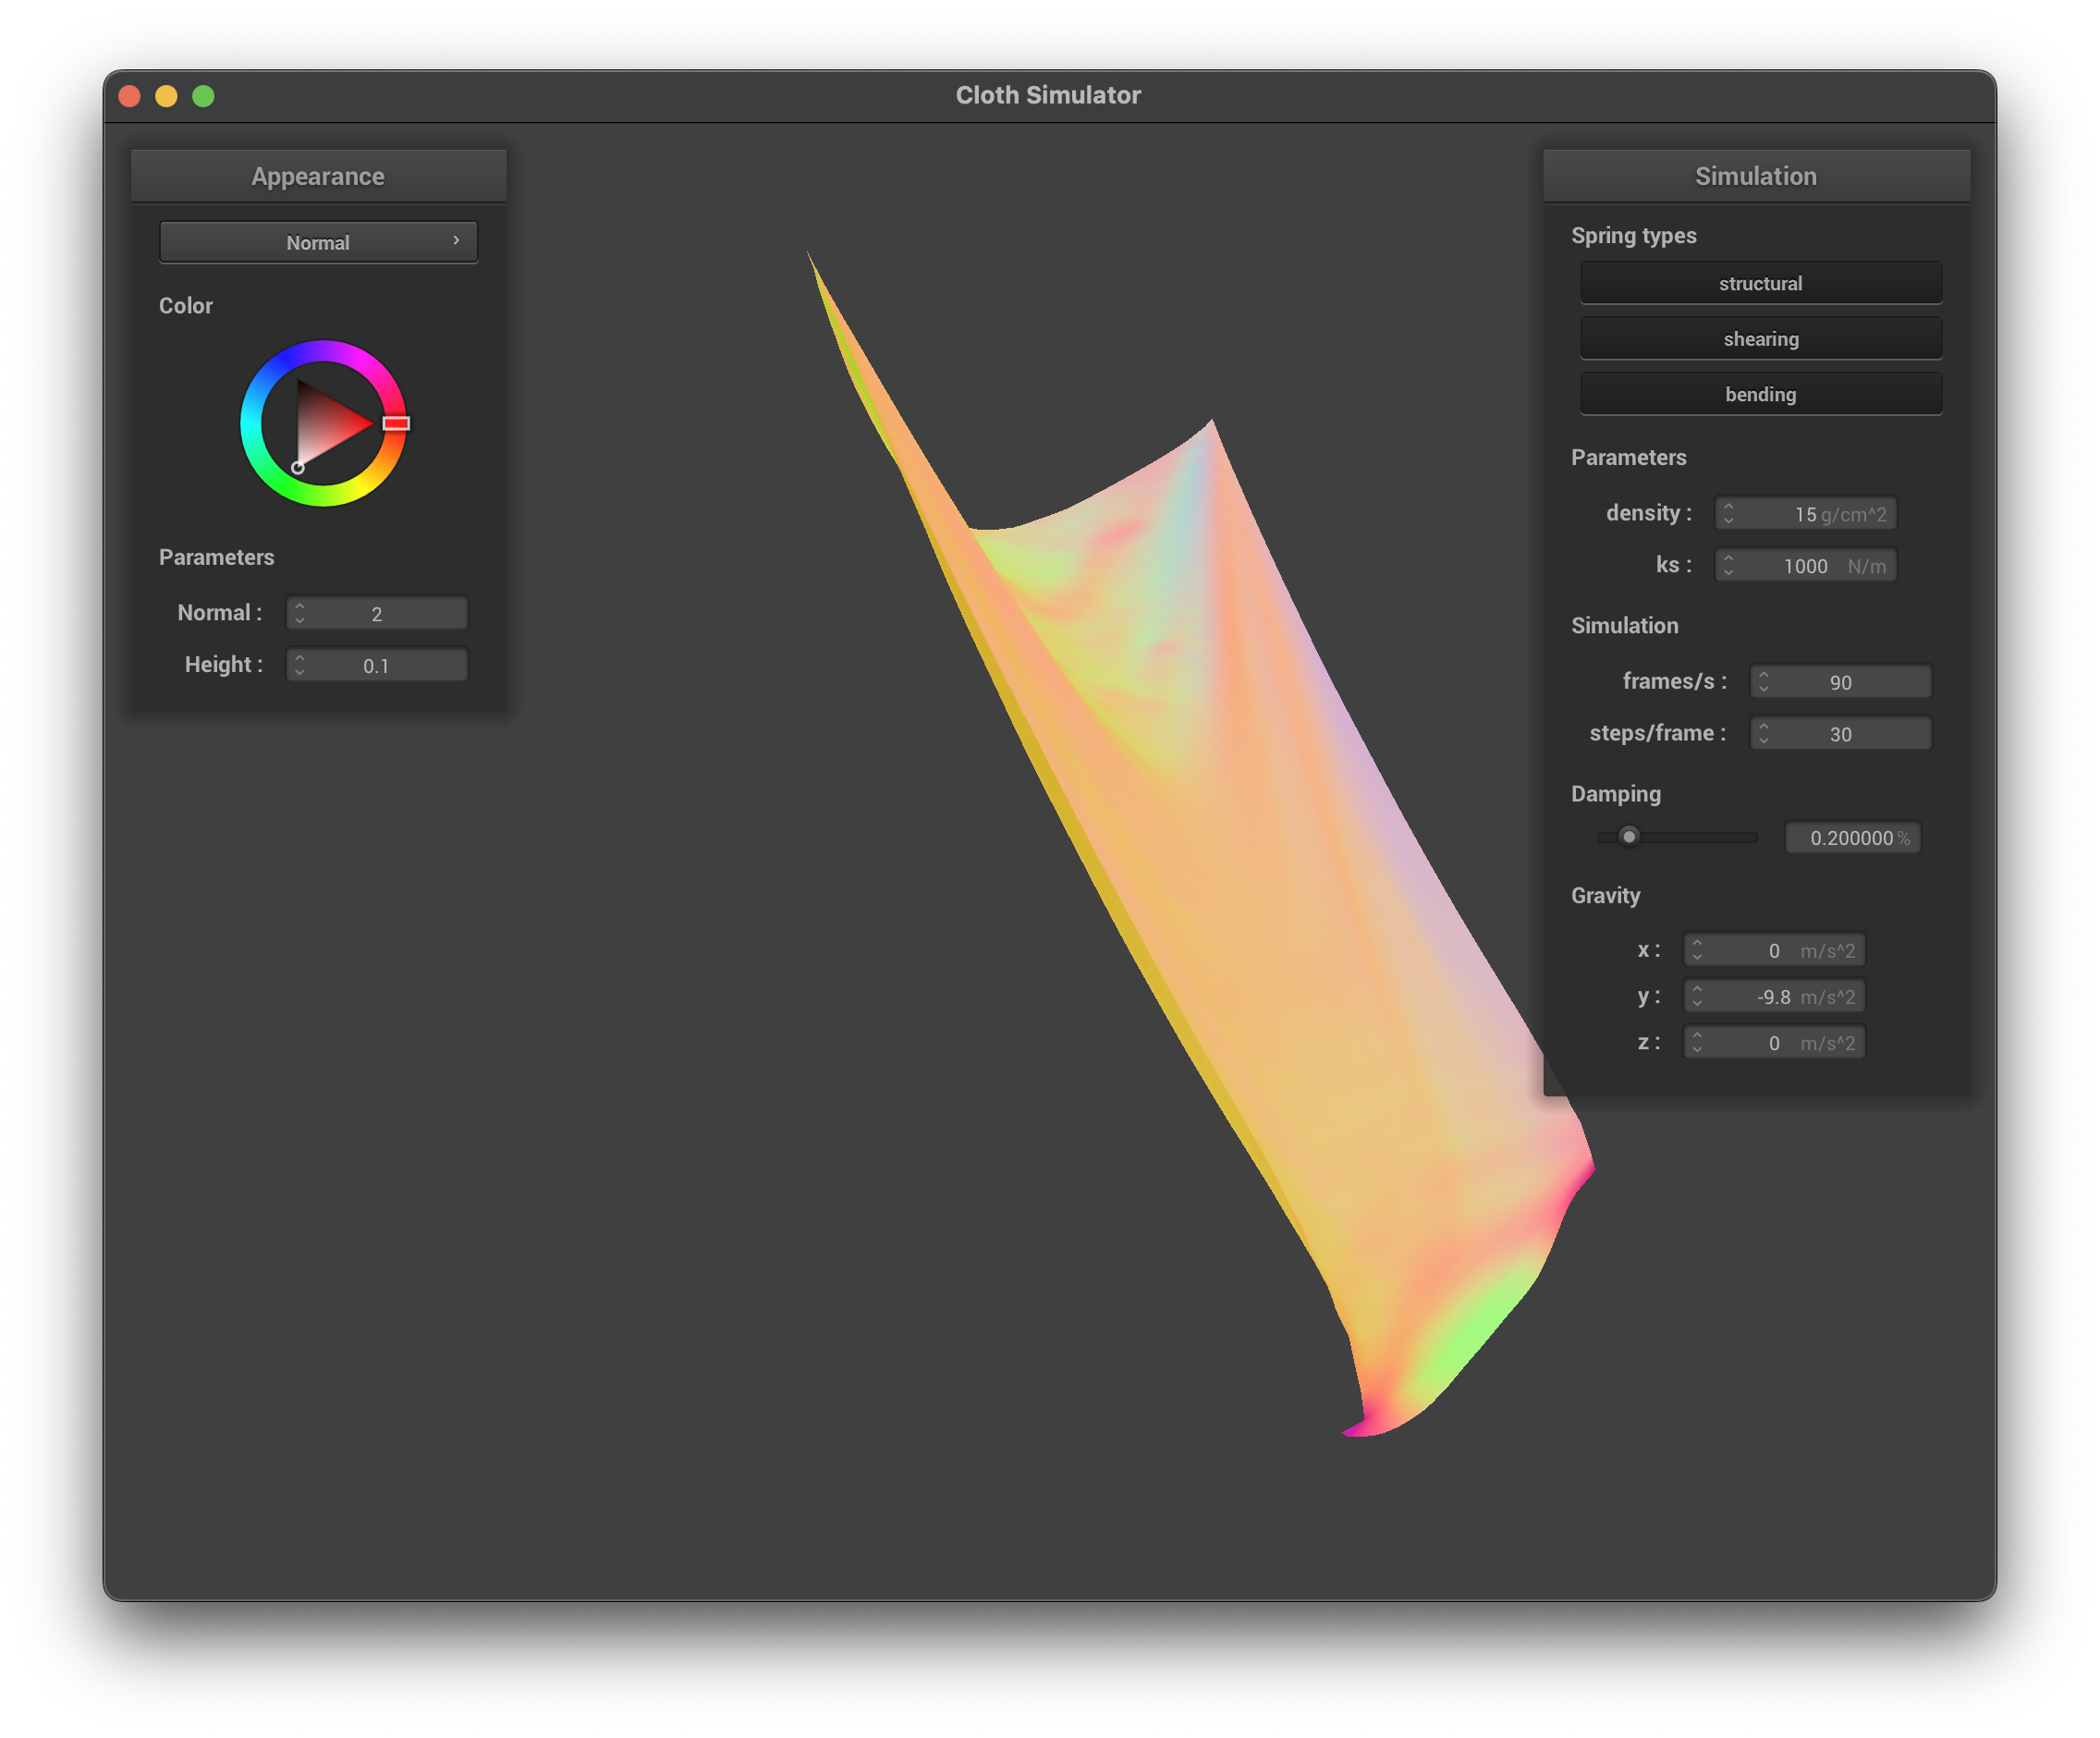 Cloth Simulator
Appearance
Normal
Color
Parameters
Normal : 2
Height : 0.1
Simulation
Spring types
structural
shearing
bending
Parameters
density : 15 g/cm^2
ks : 1000 N/m
Simulation
frames/s : 90
steps/frame : 30
Damping
0.200000 %
Gravity
x : 0 m/s^2
y : -9.8 m/s^2
z : 0 m/s^2